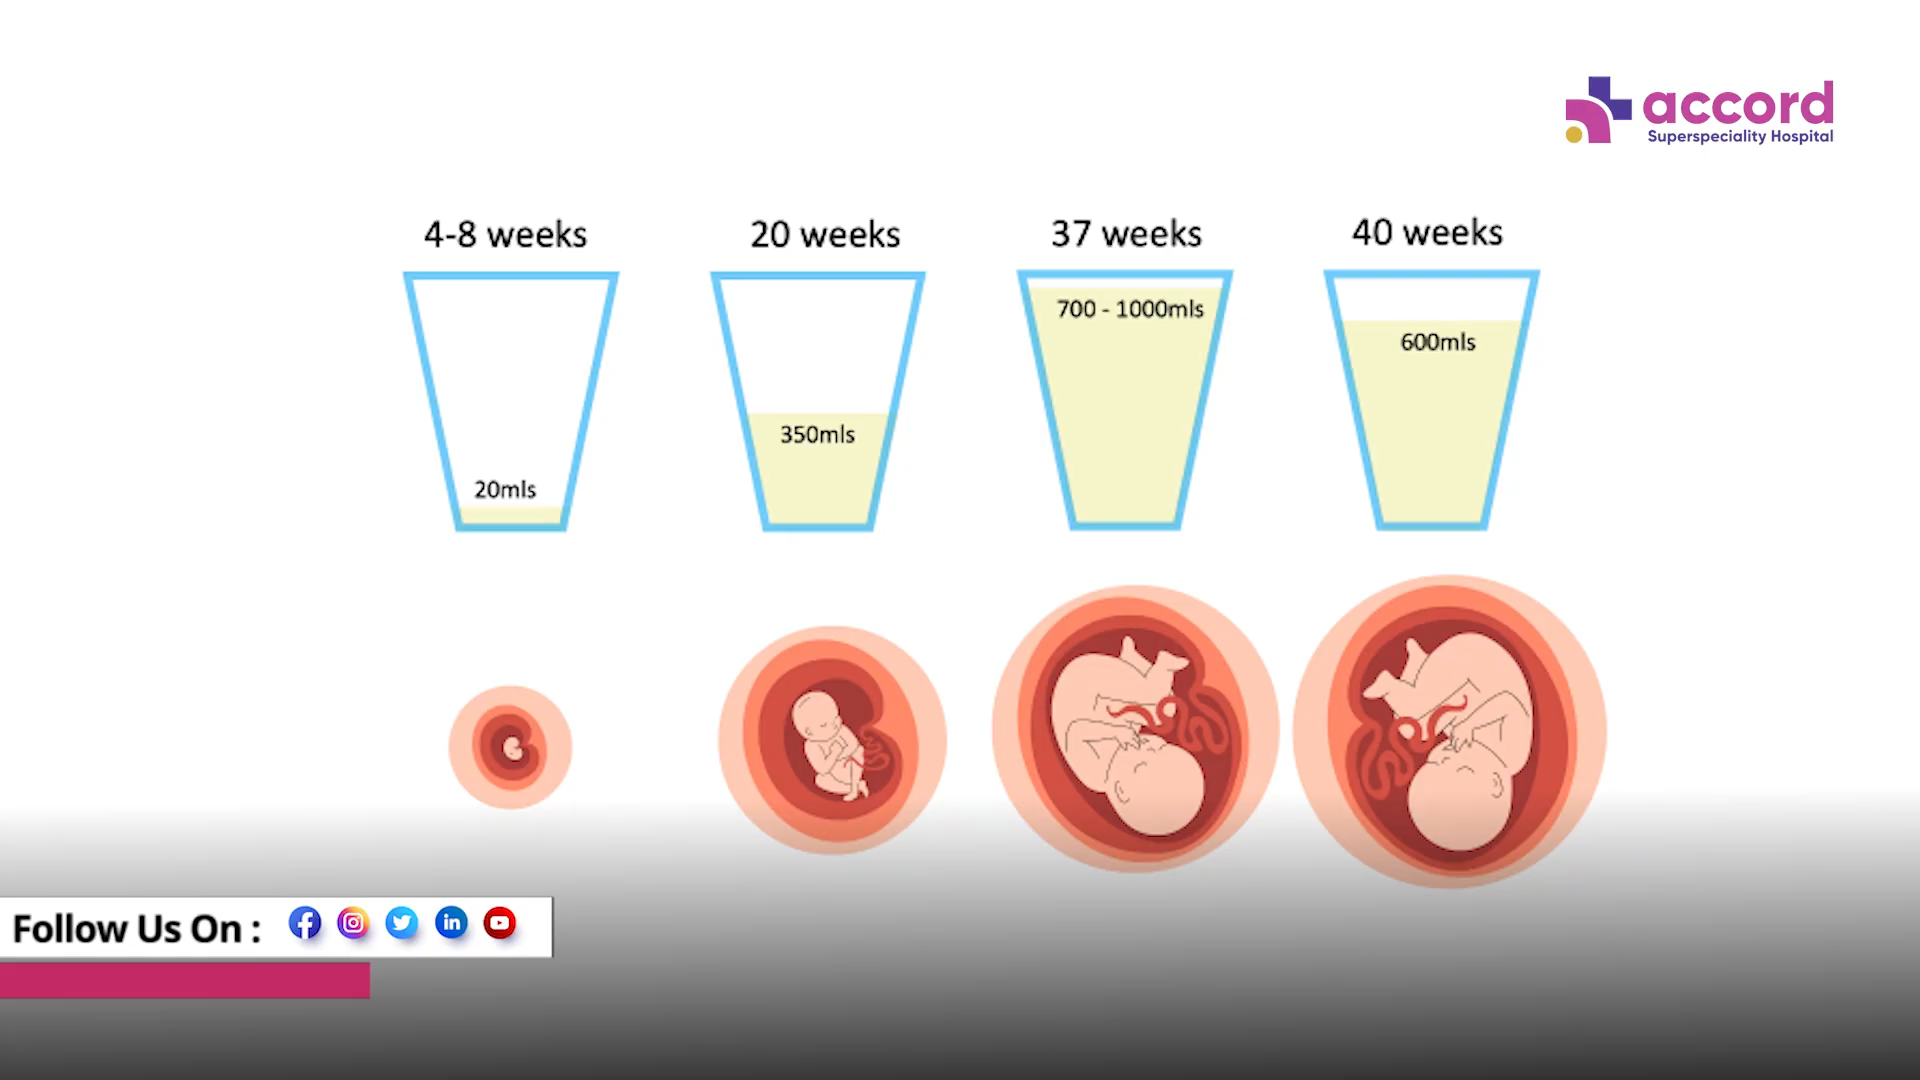 accord
Superspeciality Hospital
4-8 weeks
20 weeks
37 weeks
40 weeks
20mls
350mls
700 - 1000mls
600mls
Follow Us On :